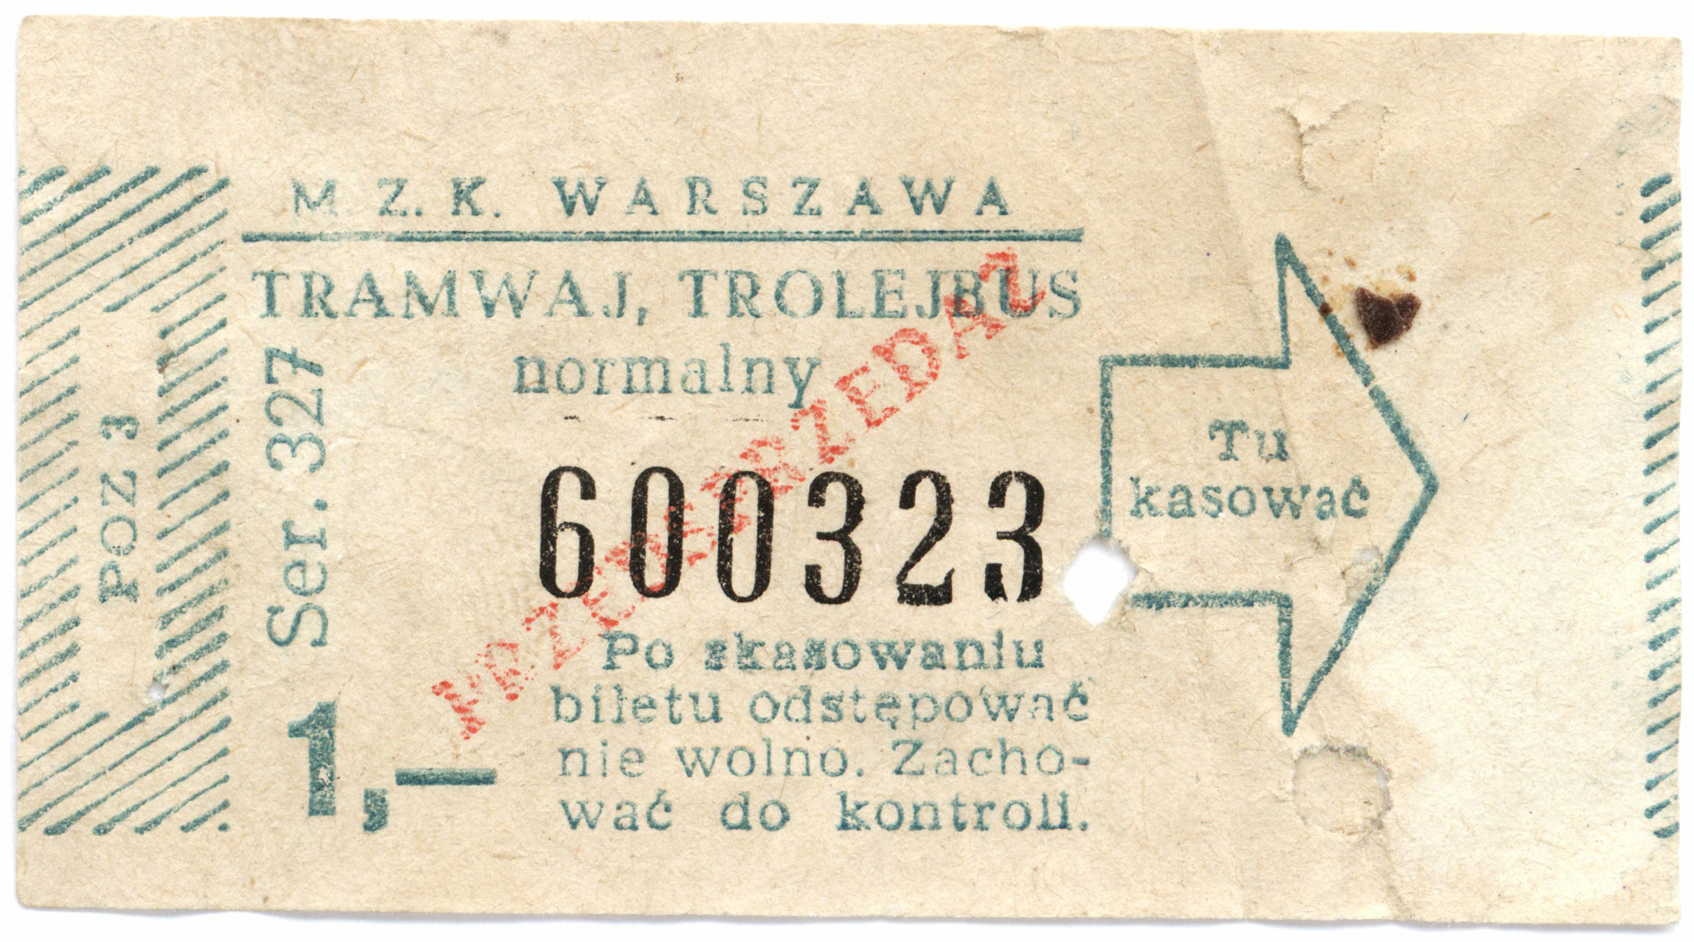 M. Z. K. WARSZAWA
TRAMWAJ, TROLEJBUS
normalny
600323
Po skasowaniu
biletu odstępować
nie wolno. Zacho-
wać do kontroli.
1,—
Ser. 327
POZ 3
PRZEDSPRZEDAŻ
Tu
kasować